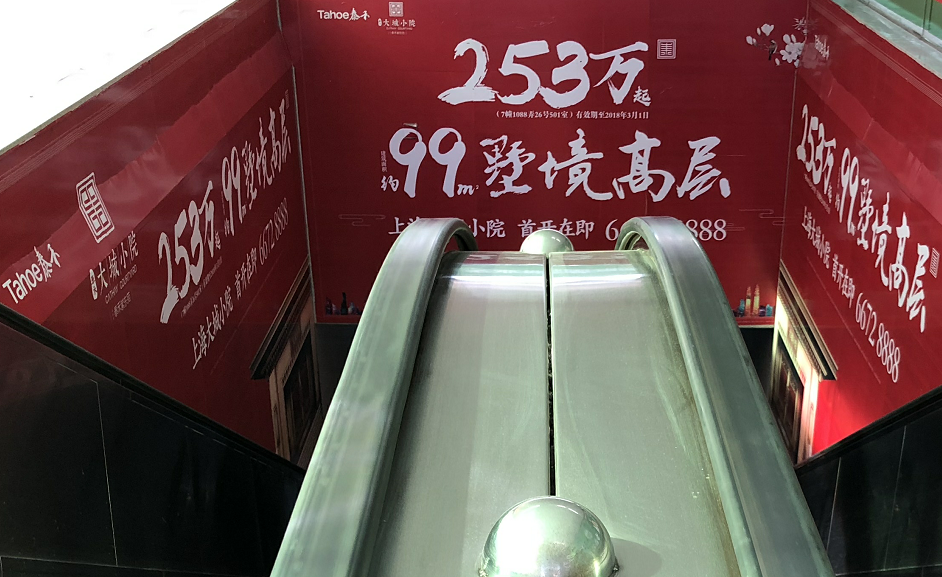 Tahoe泰禾
大城小院
253万起
（7幢1088弄26号501室）有效期至2018年3月1日
建筑面积
约99m²墅境高层
上海 小院 首开在即 6 8888
Tahoe泰禾
大城小院
253万起
约99m²墅境高层
上海大城小院 首开在即 6672 8888
253万起
约99m²墅境高层
上海大城小院 首开在即 6672 8888